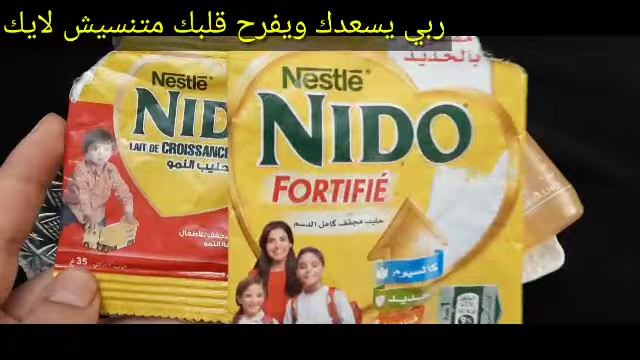 ربي يسعدك ويفرح قلبك متنسيش لايك
بالحديد
Nestlé
NIDO
LAIT DE CROISSANCE
حليب النمو
35
Nestlé
NIDO
FORTIFIÉ
حليب مجفف كامل الدسم
كالسيوم
حديد